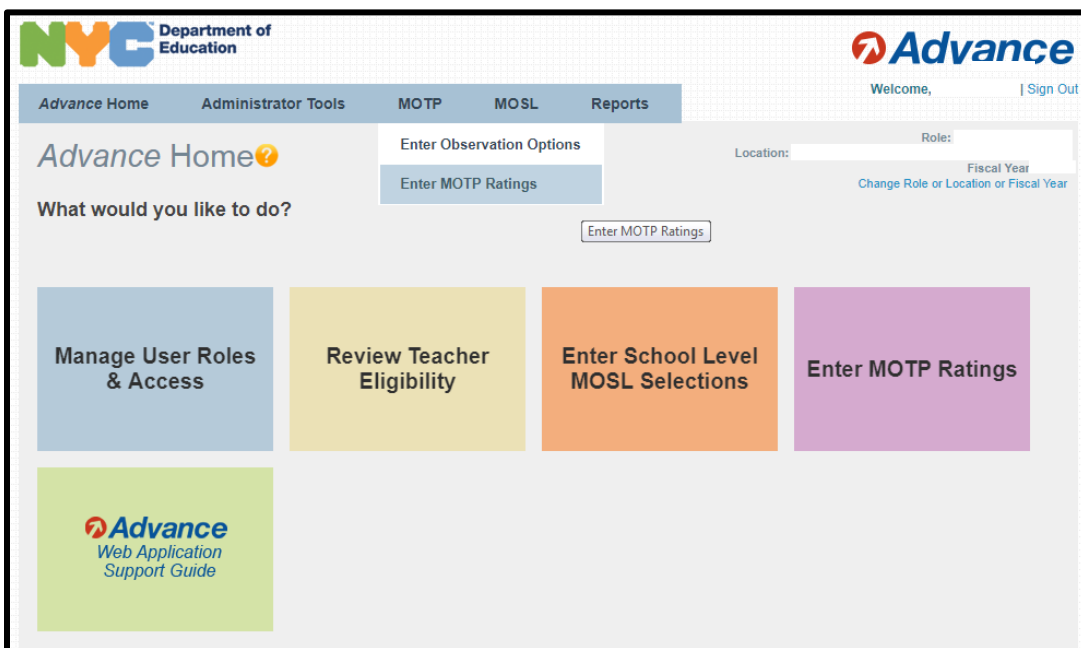 NYC Department of
Education
Advance
Welcome, | Sign Out
Advance Home Administrator Tools MOTP MOSL Reports
Enter Observation Options
Enter MOTP Ratings
Advance Home?
Role:
Location:
Fiscal Year
Change Role or Location or Fiscal Year
What would you like to do?
Enter MOTP Ratings
Manage User Roles
& Access
Review Teacher
Eligibility
Enter School Level
MOSL Selections
Enter MOTP Ratings
Advance
Web Application
Support Guide